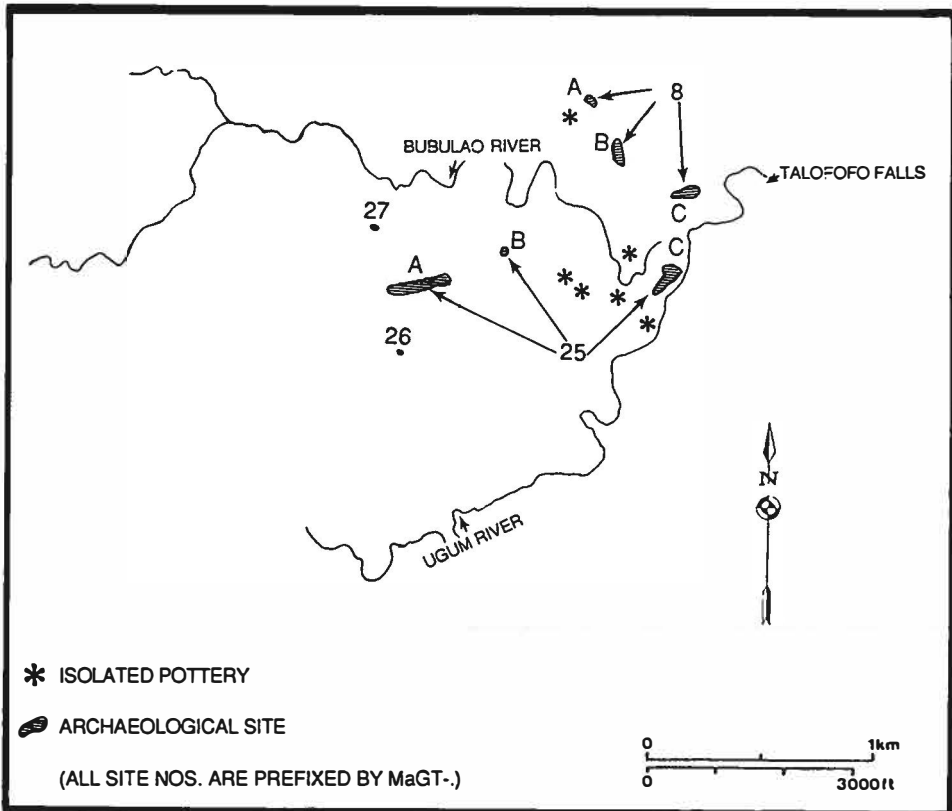 A
8
B
BUBULAO RIVER
TALOFOFO FALLS
C
27
C
B
A
26
25
N
UGUM RIVER
ISOLATED POTTERY
ARCHAEOLOGICAL SITE
(ALL SITE NOS. ARE PREFIXED BY MaGT-.)
0 1km
0 3000ft